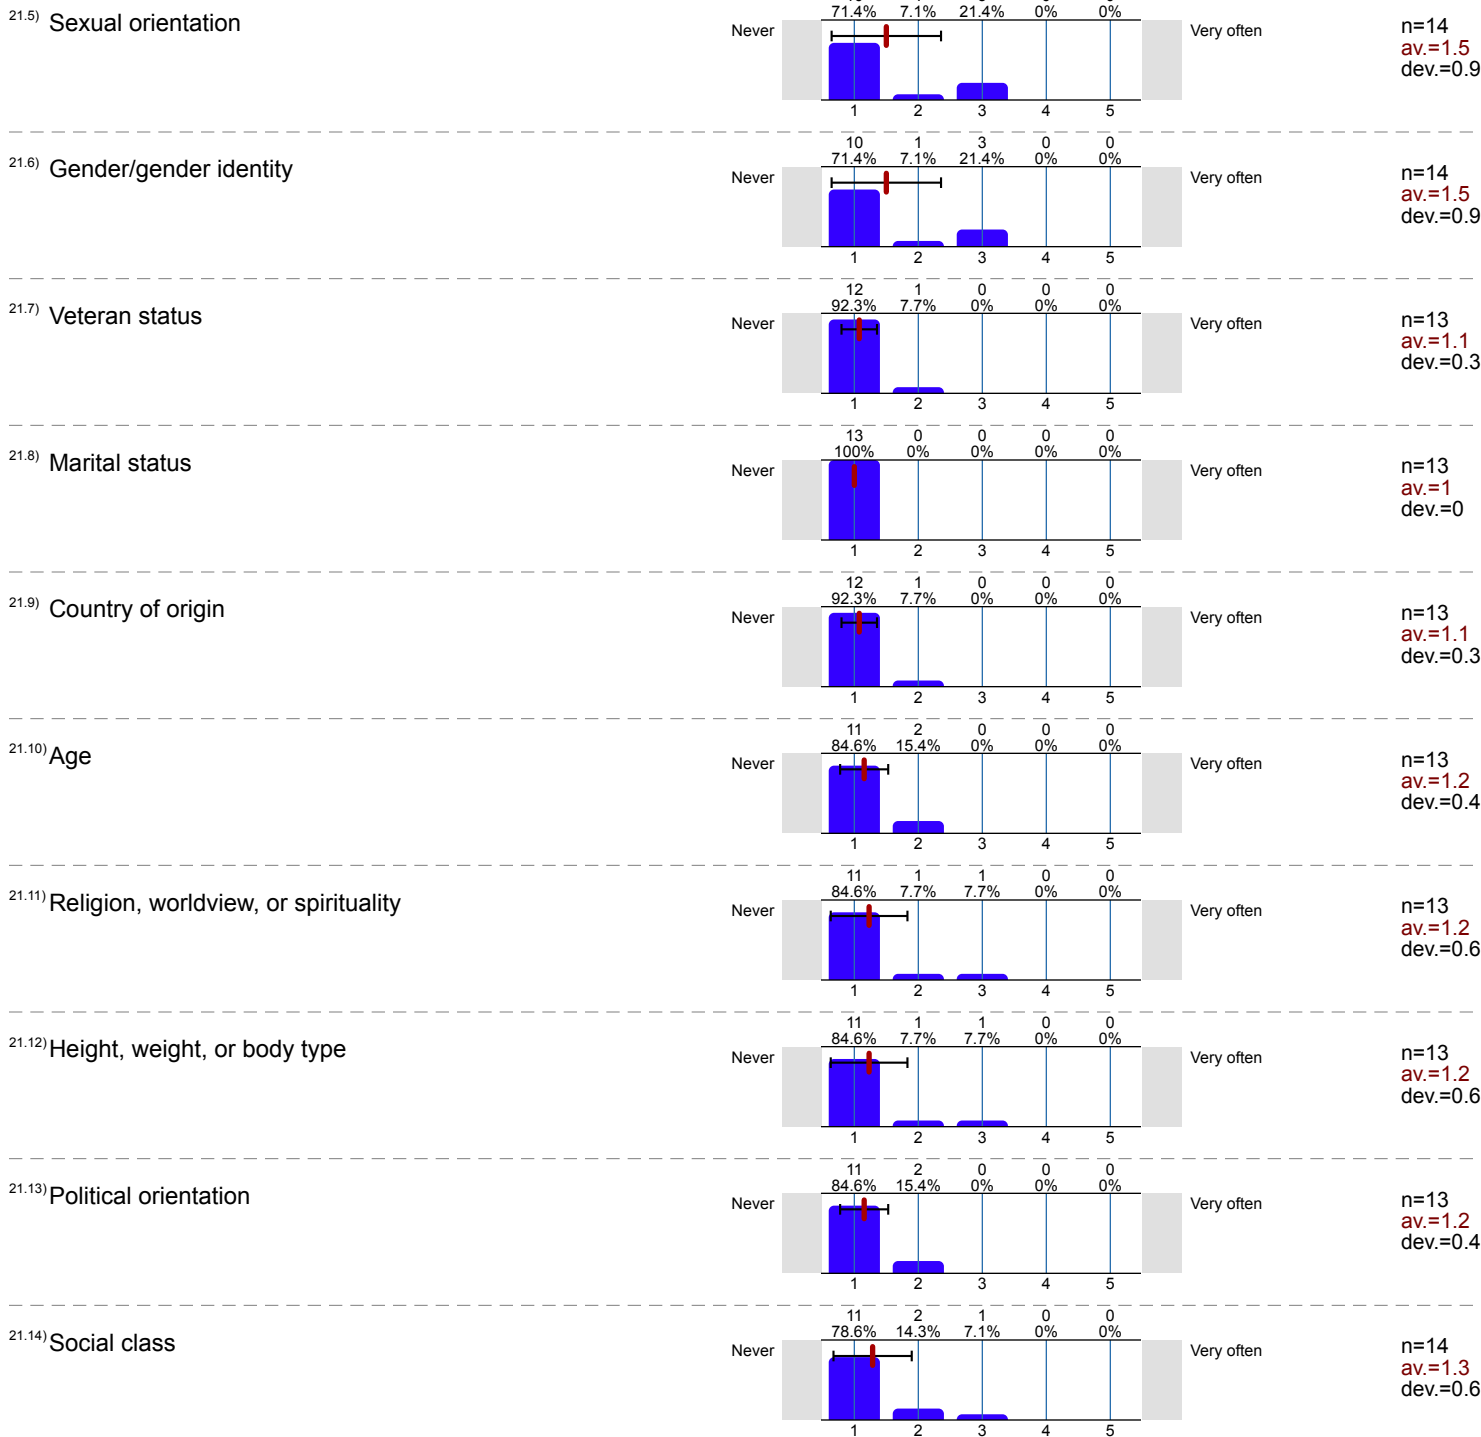 71.4% 7.1% 21.4% 0% 0%
21.5) Sexual orientation Never Very often n=14
av.=1.5
dev.=0.9
1 2 3 4 5
10 1 3 0 0
71.4% 7.1% 21.4% 0% 0%
21.6) Gender/gender identity Never Very often n=14
av.=1.5
dev.=0.9
1 2 3 4 5
12 1 0 0 0
92.3% 7.7% 0% 0% 0%
21.7) Veteran status Never Very often n=13
av.=1.1
dev.=0.3
1 2 3 4 5
13 0 0 0 0
100% 0% 0% 0% 0%
21.8) Marital status Never Very often n=13
av.=1
dev.=0
1 2 3 4 5
12 1 0 0 0
92.3% 7.7% 0% 0% 0%
21.9) Country of origin Never Very often n=13
av.=1.1
dev.=0.3
1 2 3 4 5
11 2 0 0 0
84.6% 15.4% 0% 0% 0%
21.10) Age Never Very often n=13
av.=1.2
dev.=0.4
1 2 3 4 5
11 1 1 0 0
84.6% 7.7% 7.7% 0% 0%
21.11) Religion, worldview, or spirituality Never Very often n=13
av.=1.2
dev.=0.6
1 2 3 4 5
11 1 1 0 0
84.6% 7.7% 7.7% 0% 0%
21.12) Height, weight, or body type Never Very often n=13
av.=1.2
dev.=0.6
1 2 3 4 5
11 2 0 0 0
84.6% 15.4% 0% 0% 0%
21.13) Political orientation Never Very often n=13
av.=1.2
dev.=0.4
1 2 3 4 5
11 2 1 0 0
78.6% 14.3% 7.1% 0% 0%
21.14) Social class Never Very often n=14
av.=1.3
dev.=0.6
1 2 3 4 5